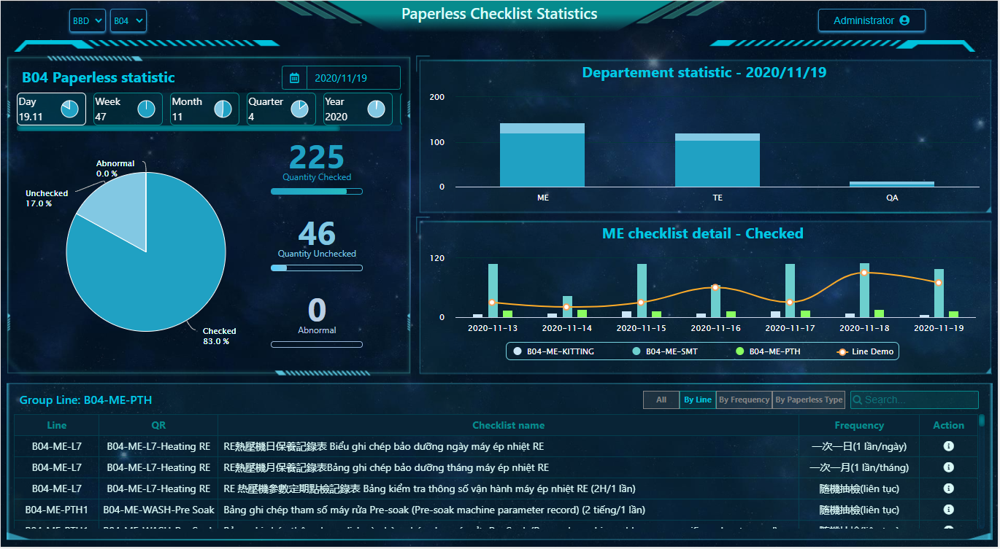 BBD
B04
Paperless Checklist Statistics
Administrator
B04 Paperless statistic
2020/11/19
Day
19.11
Week
47
Month
11
Quarter
4
Year
2020
Abnormal
0.0 %
Unchecked
17.0 %
Checked
83.0 %
225
Quantity Checked
46
Quantity Unchecked
0
Abnormal
Departement statistic - 2020/11/19
200
100
0
ME
TE
QA
ME checklist detail - Checked
120
0
2020-11-13
2020-11-14
2020-11-15
2020-11-16
2020-11-17
2020-11-18
2020-11-19
B04-ME-KITTING
B04-ME-SMT
B04-ME-PTH
Line Demo
Group Line: B04-ME-PTH
All
By Line
By Frequency
By Paperless Type
Search...
Line QR Checklist name Frequency Action
B04-ME-L7 B04-ME-L7-Heating RE RE熱壓機日保養記錄表 Biểu ghi chép bảo dưỡng ngày máy ép nhiệt RE 一次一日(1 lần/ngày)
B04-ME-L7 B04-ME-L7-Heating RE RE熱壓機月保養記錄表Bảng ghi chép bảo dưỡng tháng máy ép nhiệt RE 一次一月(1 lần/tháng)
B04-ME-L7 B04-ME-L7-Heating RE RE 热壓機參數定期點檢記錄表 Bảng kiểm tra thông số vận hành máy ép nhiệt RE (2H/1 lần) 隨機抽檢(liên tục)
B04-ME-PTH1 B04-ME-WASH-Pre Soak Bảng ghi chép tham số máy rửa Pre-soak (Pre-soak machine parameter record) (2 tiếng/1 lần) 隨機抽檢(liên tục)